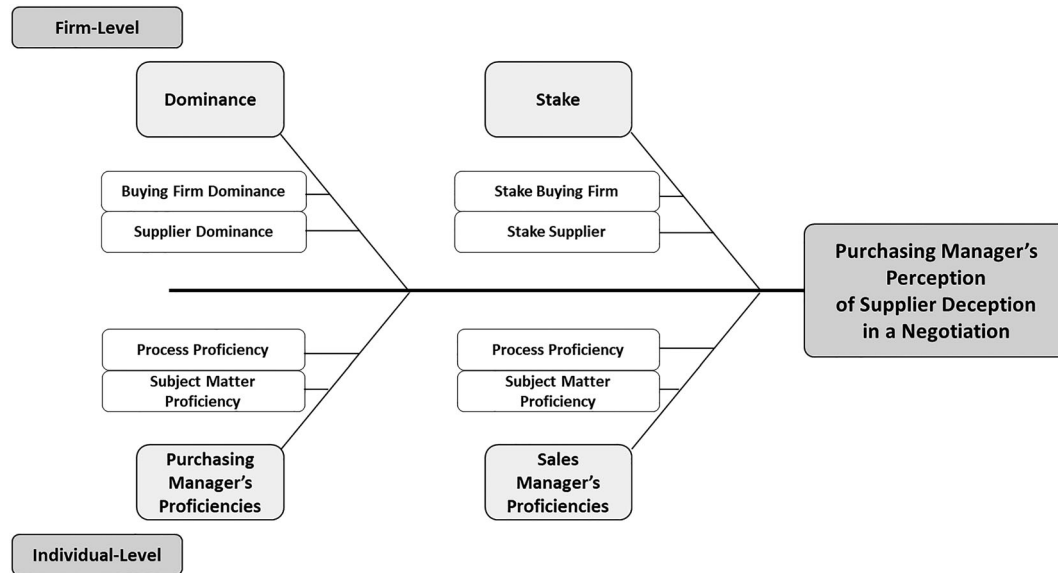 Firm-Level
Dominance
Stake
Buying Firm Dominance
Supplier Dominance
Stake Buying Firm
Stake Supplier
Purchasing Manager’s
Perception
of Supplier Deception
in a Negotiation
Process Proficiency
Subject Matter
Proficiency
Process Proficiency
Subject Matter
Proficiency
Purchasing
Manager’s
Proficiencies
Sales
Manager’s
Proficiencies
Individual-Level